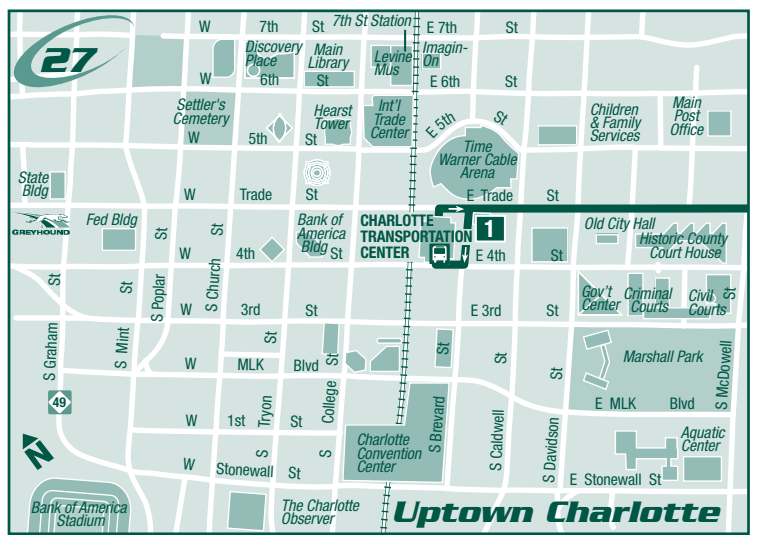 27
W 7th St
7th St Station
E 7th St
Discovery
Place
Main
Library
Levine
Mus
Imagin-
On
W 6th St
E 6th St
Settler's
Cemetery
Hearst
Tower
Int'l
Trade
Center
E 5th St
Children
& Family
Services
Main
Post
Office
W 5th St
Time
Warner Cable
Arena
State
Bldg
W Trade St
E Trade St
GREYHOUND
Fed Bldg
Bank of
America
Bldg
CHARLOTTE
TRANSPORTATION
CENTER
1
Old City Hall
Historic County
Court House
W 4th St
E 4th St
Gov't
Center
Criminal
Courts
Civil
Courts
W 3rd St
E 3rd St
S Graham St
S Mint St
S Poplar St
S Church St
Marshall Park
W MLK Blvd
E MLK Blvd
S McDowell St
49
W 1st St
S Tryon St
S College St
S Brevard St
S Caldwell St
S Davidson St
Charlotte
Convention
Center
Aquatic
Center
N
W Stonewall St
E Stonewall St
Bank of America
Stadium
The Charlotte
Observer
Uptown Charlotte